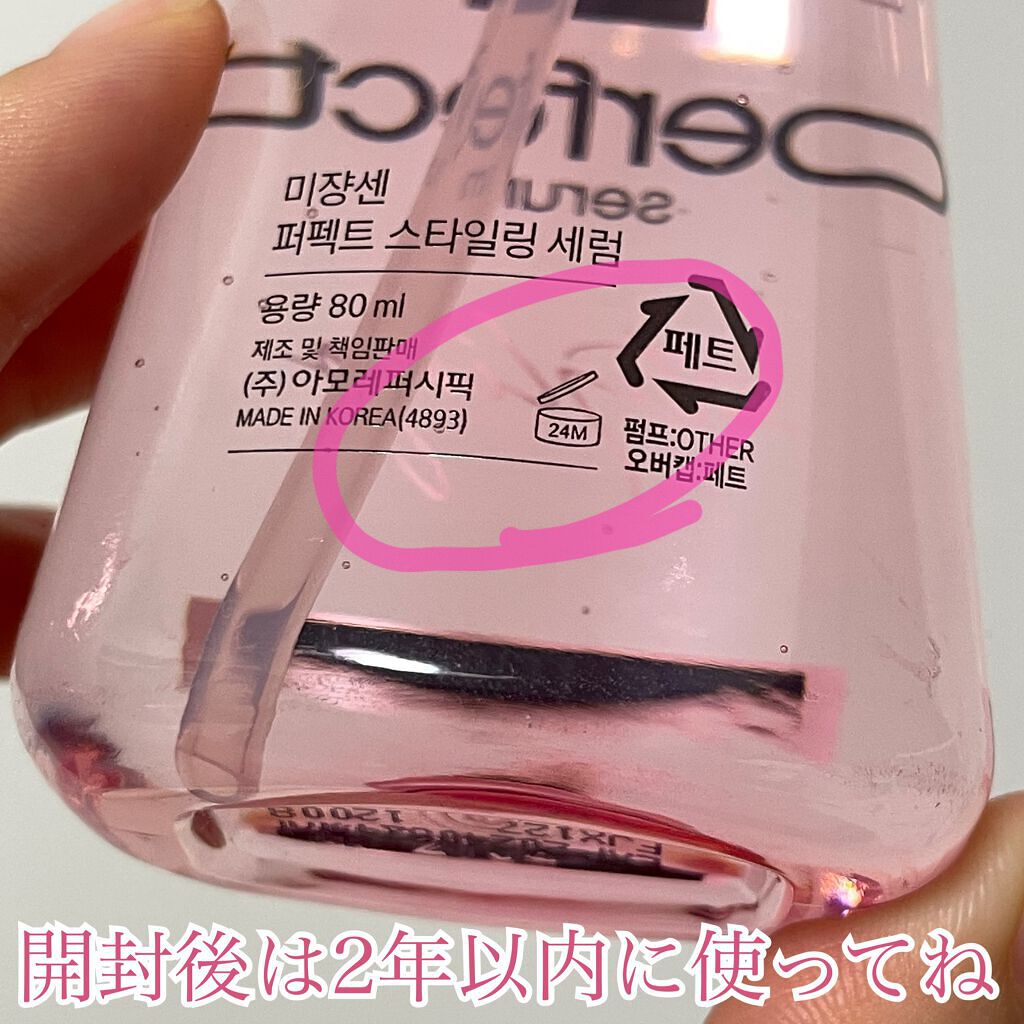 Perfect
serum
미쟝센
퍼펙트 스타일링 세럼
용량 80 ml
제조 및 책임판매
(주)아모레퍼시픽
MADE IN KOREA(4893)
24M
페트
펌프:OTHER
오버캡:페트
開封後は2年以内に使ってね